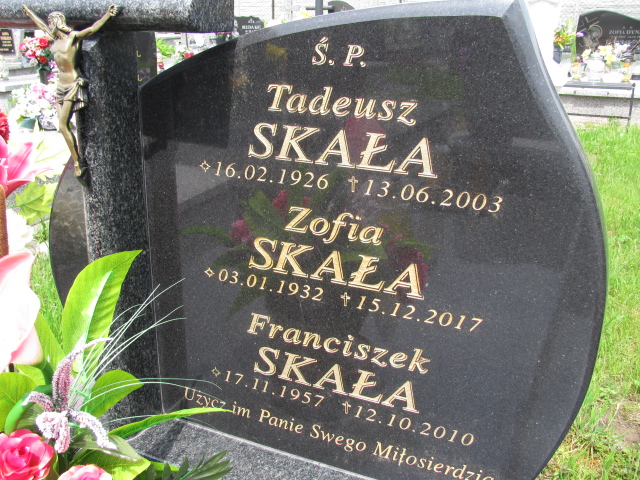 Ś. P.
Tadeusz
SKAŁA
✧16.02.1926 †13.06.2003
Zofia
SKAŁA
✧03.01.1932 †15.12.2017
Franciszek
SKAŁA
✧17.11.1957 †12.10.2010
Użycz im Panie Swego Miłosierdzia